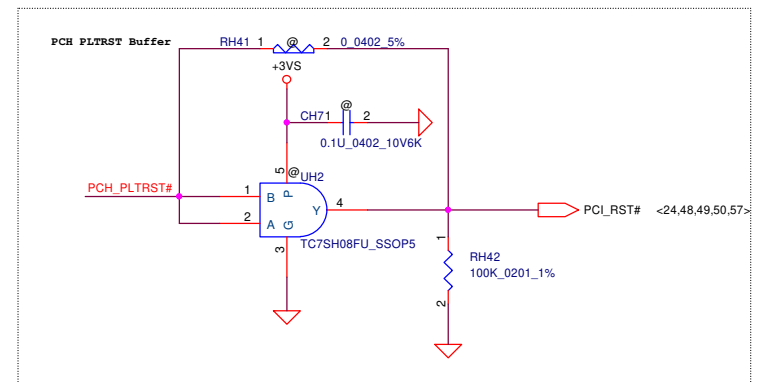 PCH PLTRST Buffer
RH41 1 @ 2 0_0402_5%
+3VS
@
CH71 2
0.1U_0402_10V6K
5 @ UH2
PCH_PLTRST# 1 B P
Y 4
2 A G
PCI_RST# <24,48,49,50,57>
3 TC7SH08FU_SSOP5
1
RH42
100K_0201_1%
2